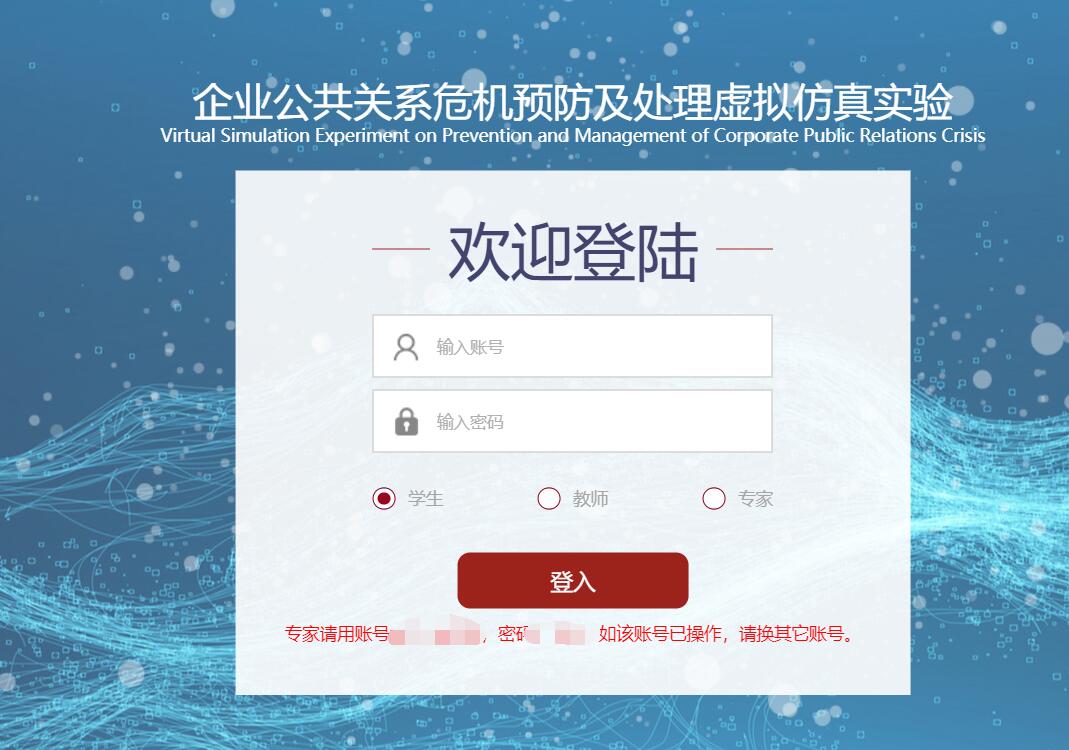 企业公共关系危机预防及处理虚拟仿真实验
Virtual Simulation Experiment on Prevention and Management of Corporate Public Relations Crisis
欢迎登陆
输入账号
输入密码
学生 教师 专家
登入
专家请用账号，密码 如该账号已操作，请换其它账号。